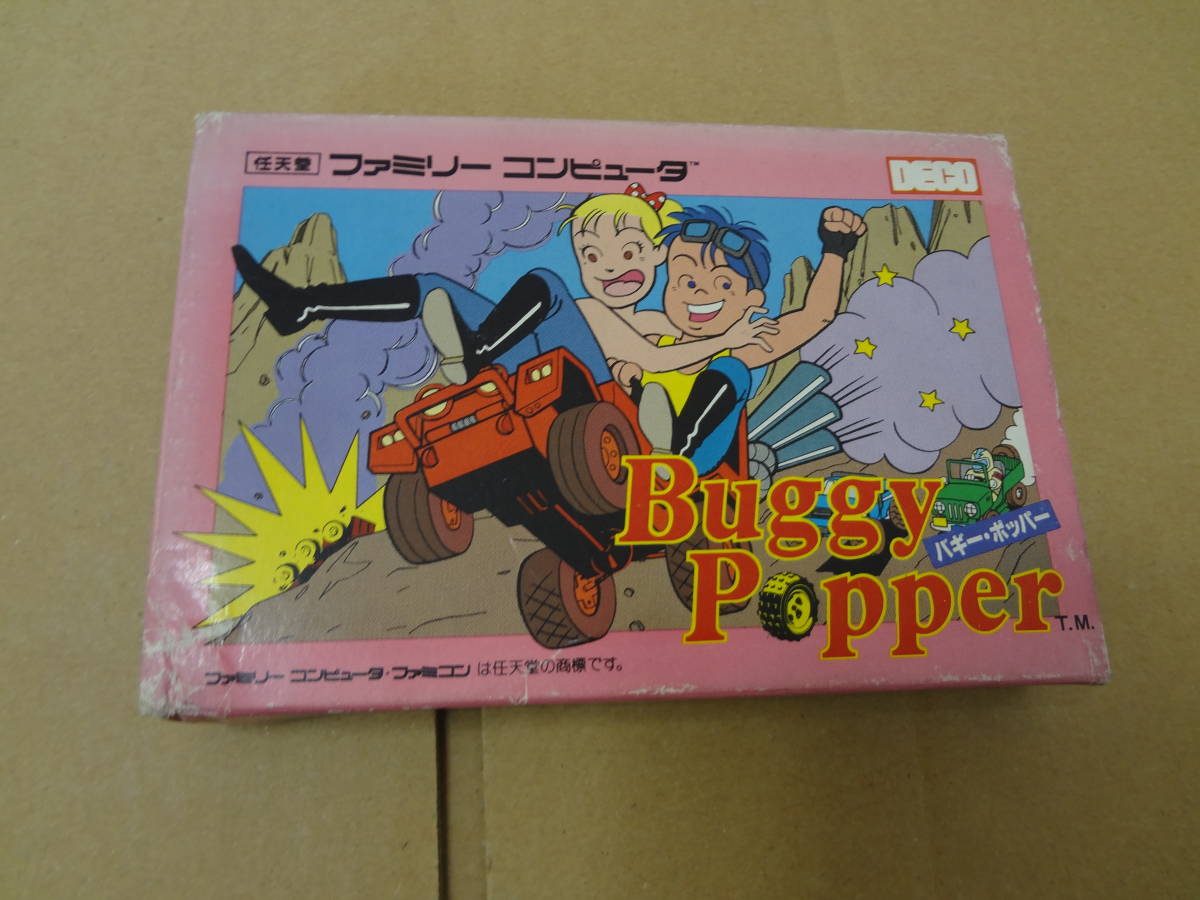 任天堂 ファミリー コンピュータ™
DECO
Buggy
バギー・ポッパー
Popper T.M.
ファミリー コンピュータ・ファミコン は任天堂の商標です。